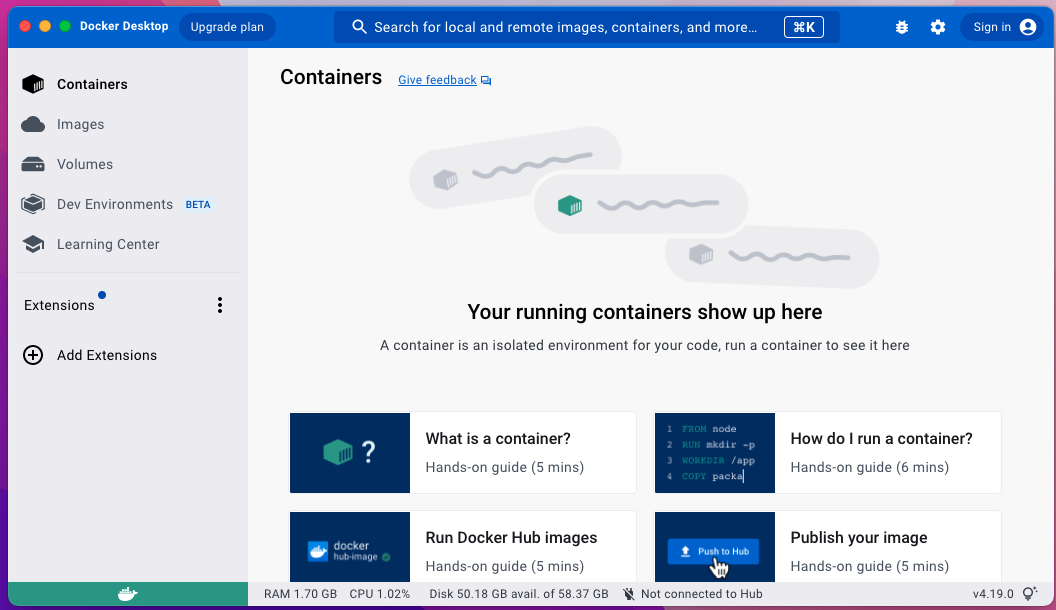 Docker Desktop
Upgrade plan
Search for local and remote images, containers, and more...
⌘K
Sign in
Containers
Images
Volumes
Dev Environments BETA
Learning Center
Extensions
Add Extensions
Containers
Give feedback
Your running containers show up here
A container is an isolated environment for your code, run a container to see it here
?
What is a container?
Hands-on guide (5 mins)
1 FROM node
2 RUN mkdir -p
3 WORKDIR /app
4 COPY packa
How do I run a container?
Hands-on guide (6 mins)
docker
hub-image
Run Docker Hub images
Hands-on guide (5 mins)
Push to Hub
Publish your image
Hands-on guide (5 mins)
RAM 1.70 GB CPU 1.02% Disk 50.18 GB avail. of 58.37 GB Not connected to Hub v4.19.0